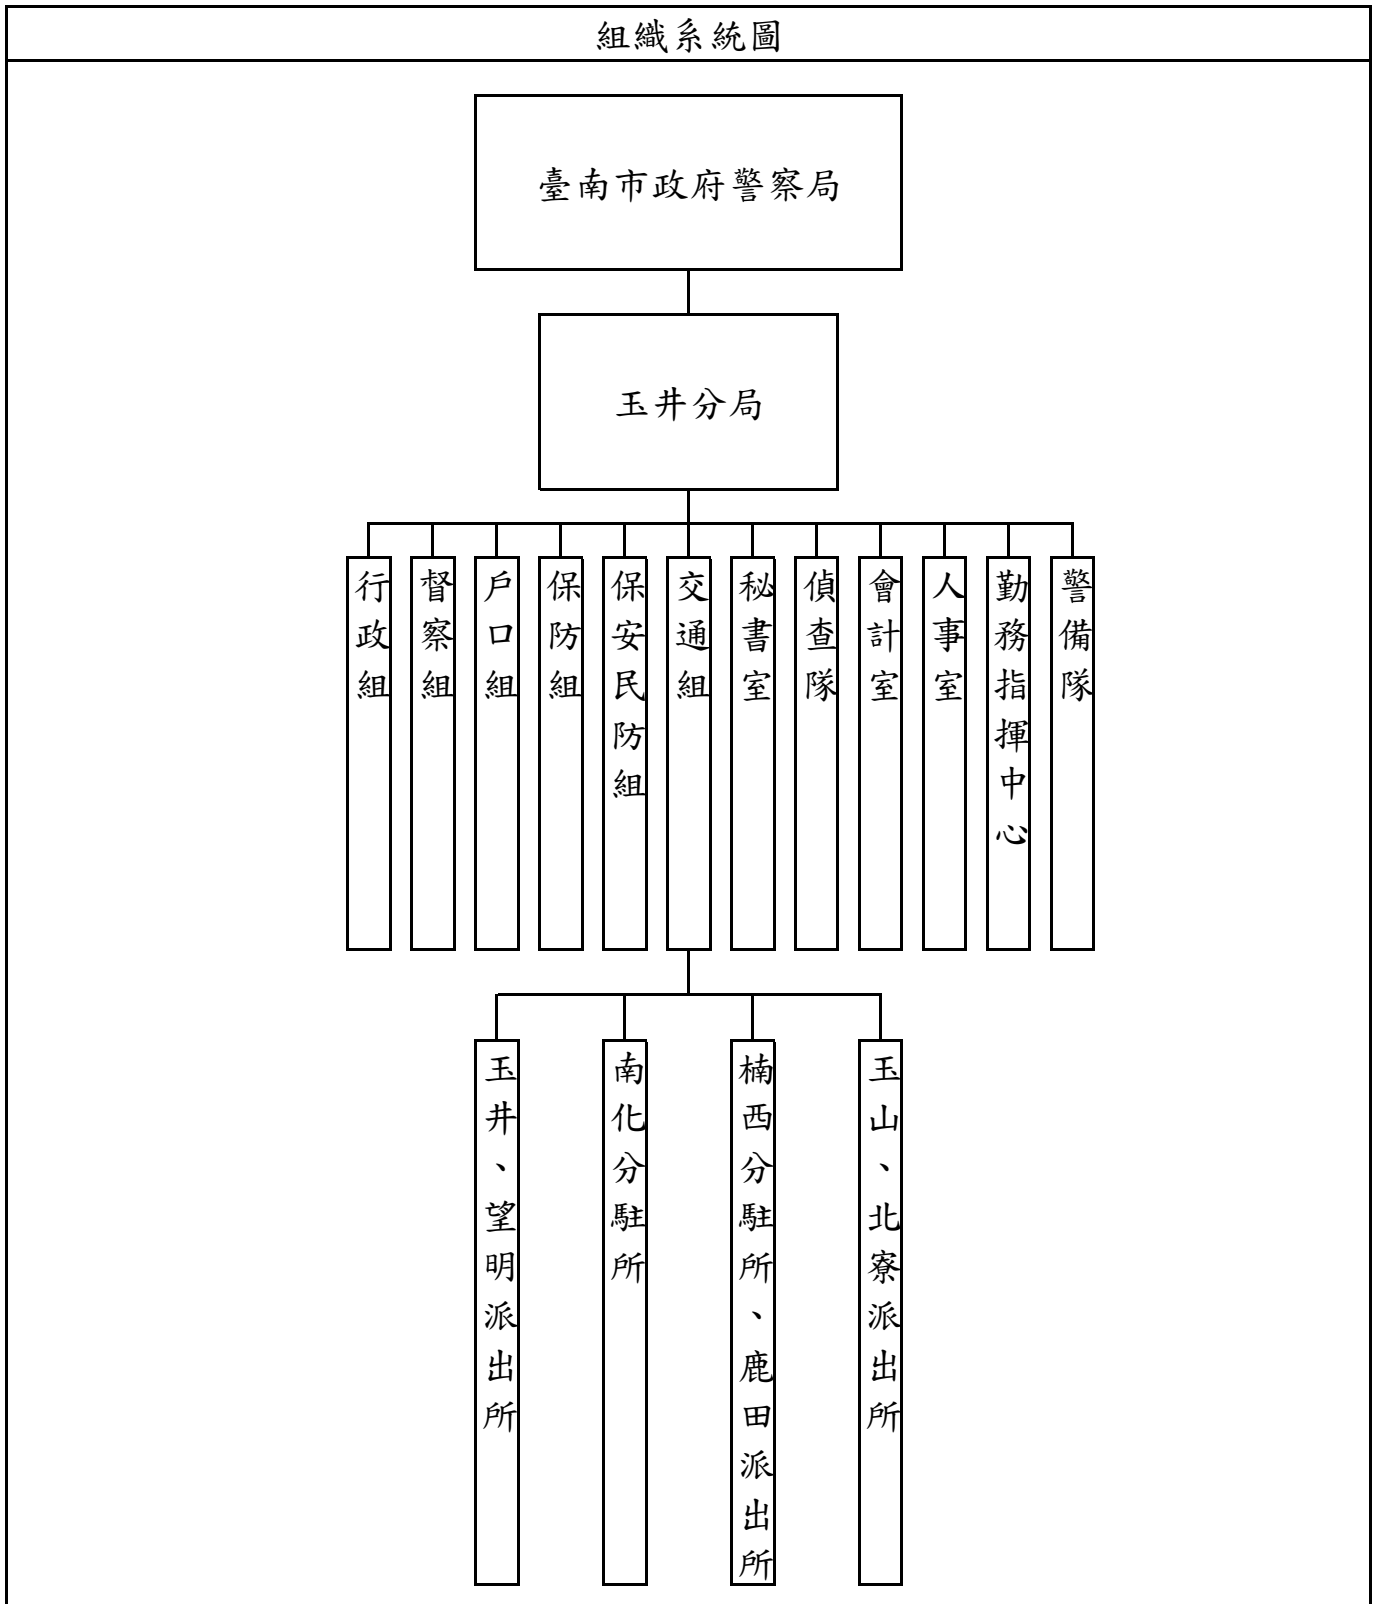 組織系統圖
臺南市政府警察局
玉井分局
行政組
督察組
戶口組
保防組
保安民防組
交通組
秘書室
偵查隊
會計室
人事室
勤務指揮中心
警備隊
玉井、望明派出所
南化分駐所
楠西分駐所、鹿田派出所
玉山、北寮派出所